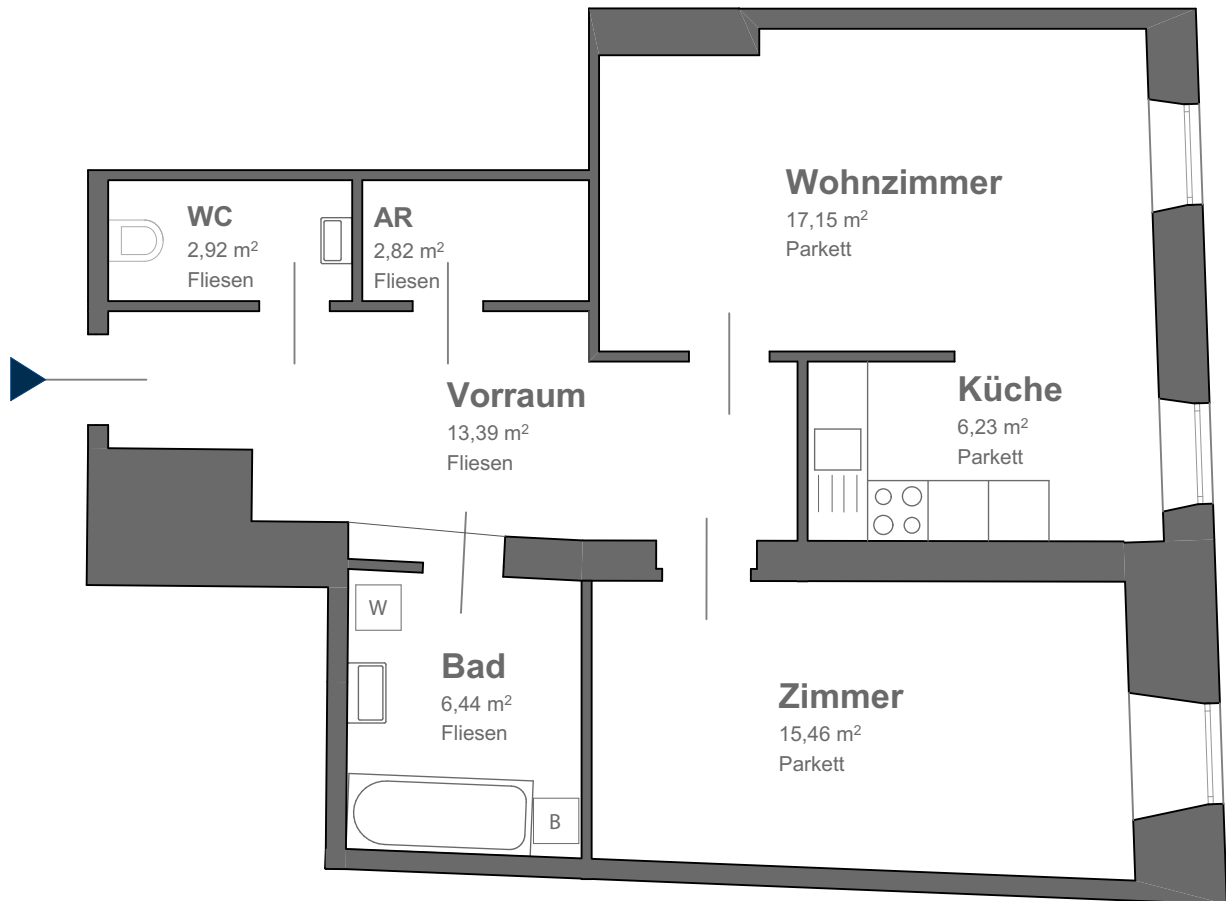 Wohnzimmer
17,15 m²
Parkett
WC
2,92 m²
Fliesen
AR
2,82 m²
Fliesen
Vorraum
13,39 m²
Fliesen
Küche
6,23 m²
Parkett
W
Bad
6,44 m²
Fliesen
B
Zimmer
15,46 m²
Parkett